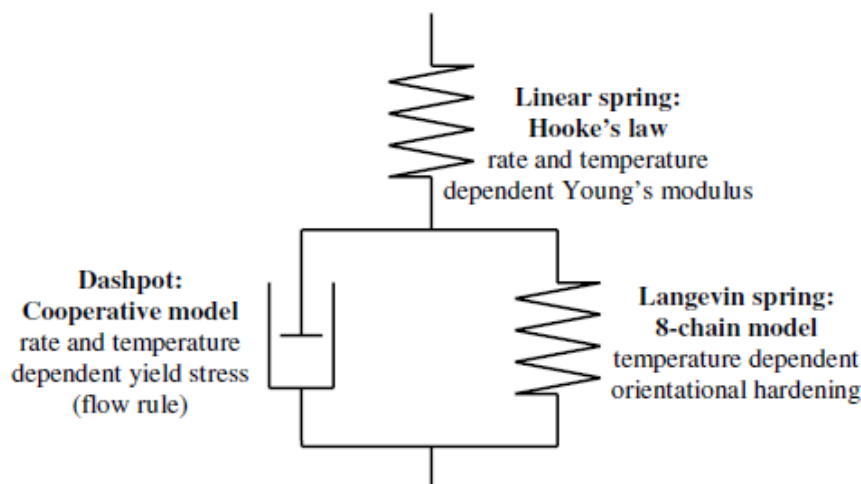 Linear spring:
Hooke's law
rate and temperature
dependent Young's modulus
Dashpot:
Cooperative model
rate and temperature
dependent yield stress
(flow rule)
Langevin spring:
8-chain model
temperature dependent
orientational hardening